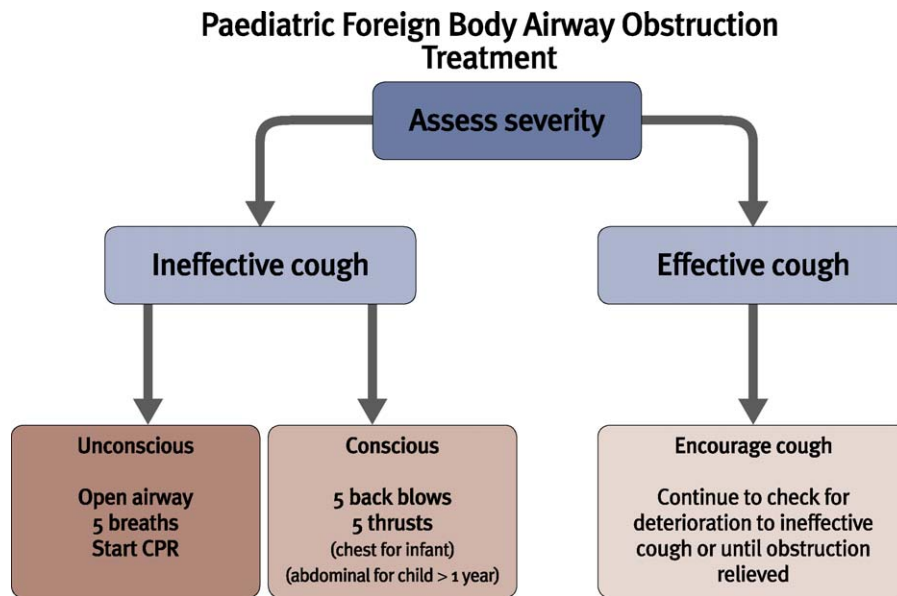 Paediatric Foreign Body Airway Obstruction
Treatment
Assess severity
Ineffective cough
Effective cough
Unconscious
Open airway
5 breaths
Start CPR
Conscious
5 back blows
5 thrusts
(chest for infant)
(abdominal for child > 1 year)
Encourage cough
Continue to check for
deterioration to ineffective
cough or until obstruction
relieved